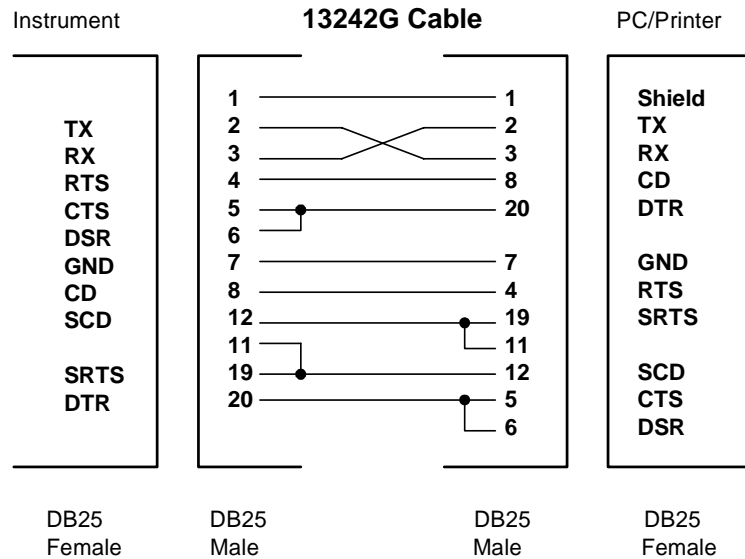 Instrument 13242G Cable PC/Printer
1 1 Shield
TX 2 2 TX
RX 3 3 RX
RTS 4 8 CD
CTS 5 20 DTR
DSR 6
GND 7 7 GND
CD 8 4 RTS
SCD 12 19 SRTS
11 11
SRTS 19 12 SCD
DTR 20 5 CTS
6 DSR
DB25 DB25 DB25 DB25
Female Male Male Female